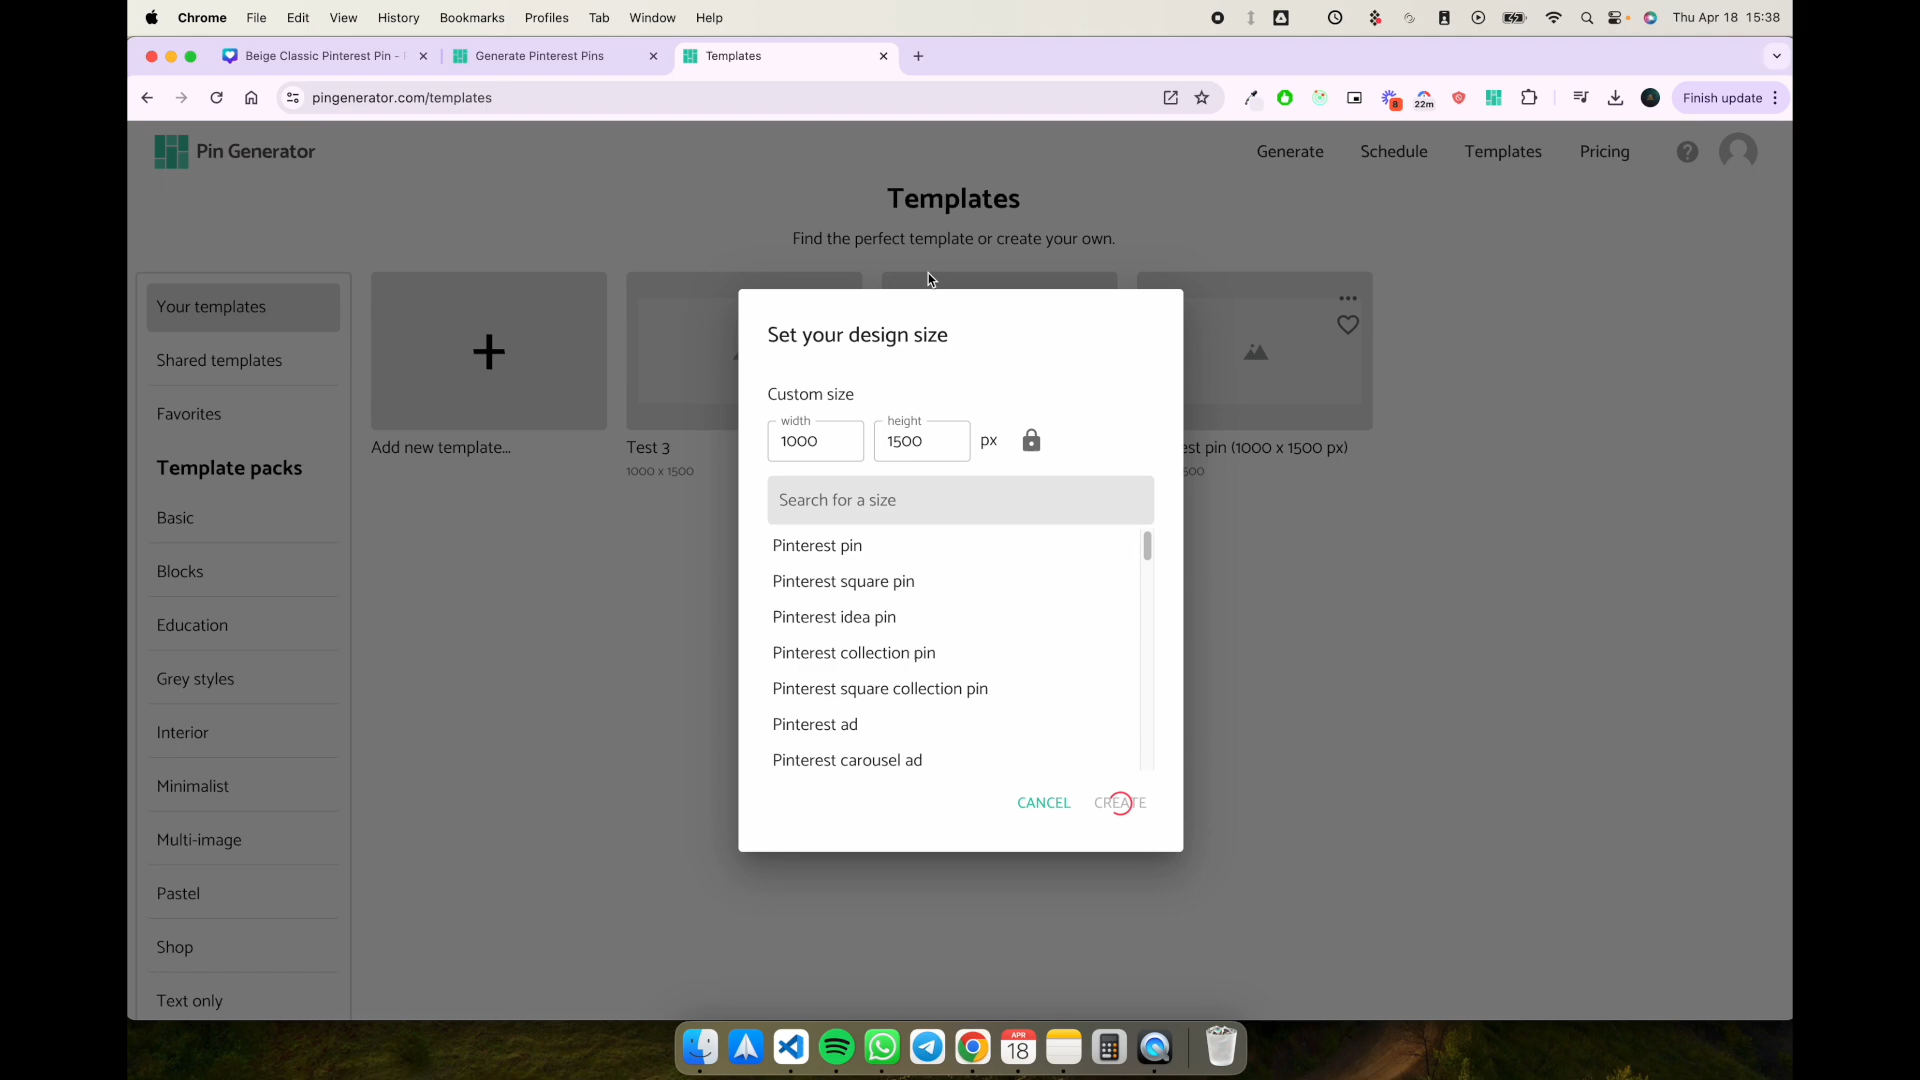 Chrome File Edit View History Bookmarks Profiles Tab Window Help
Thu Apr 18 15:38
Beige Classic Pinterest Pin -
Generate Pinterest Pins
Templates
pingenerator.com/templates
8
22m
Finish update
Pin Generator
Generate
Schedule
Templates
Pricing
Templates
Find the perfect template or create your own.
Your templates
Shared templates
Favorites
Template packs
Basic
Blocks
Education
Grey styles
Interior
Minimalist
Multi-image
Pastel
Shop
Text only
Add new template...
Test 3
1000 x 1500
est pin (1000 x 1500 px)
500
Set your design size
Custom size
width
1000
height
1500
px
Search for a size
Pinterest pin
Pinterest square pin
Pinterest idea pin
Pinterest collection pin
Pinterest square collection pin
Pinterest ad
Pinterest carousel ad
CANCEL
CREATE
APR
18